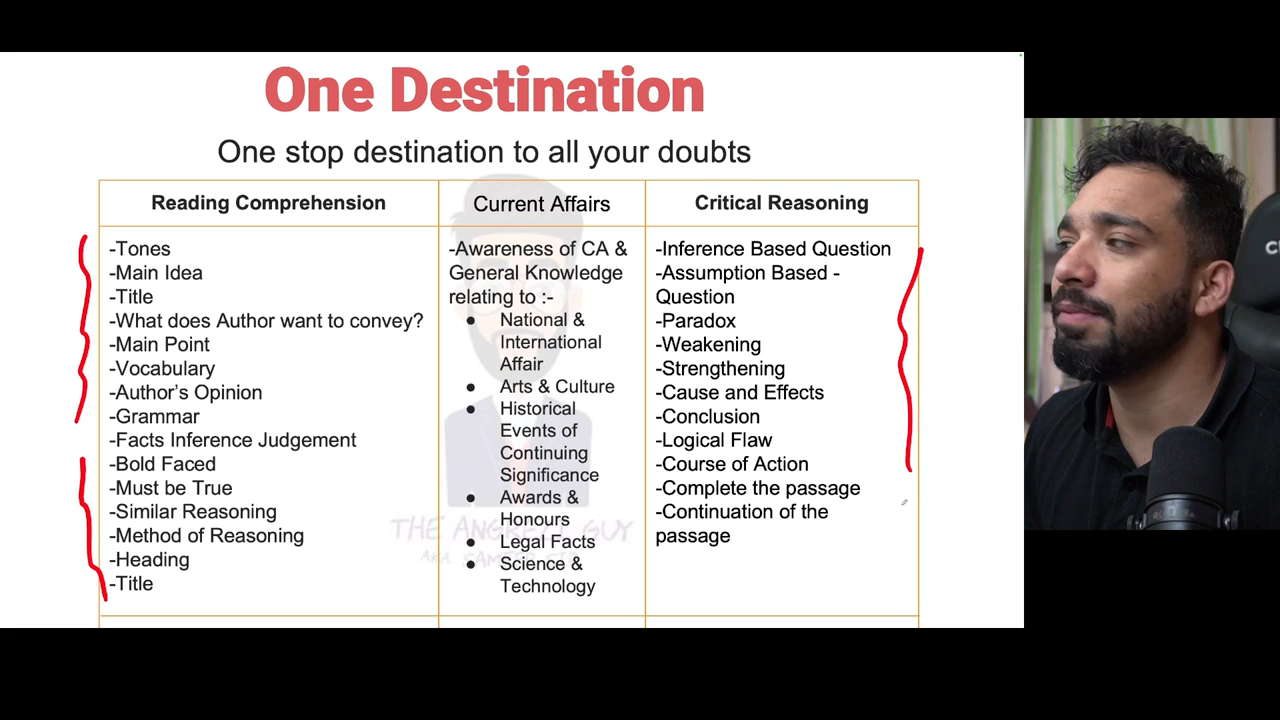 One Destination
One stop destination to all your doubts
Reading Comprehension
-Tones
-Main Idea
-Title
-What does Author want to convey?
-Main Point
-Vocabulary
-Author's Opinion
-Grammar
-Facts Inference Judgement
-Bold Faced
-Must be True
-Similar Reasoning
-Method of Reasoning
-Heading
-Title
Current Affairs
-Awareness of CA &
General Knowledge
relating to :-
● National &
International
Affair
● Arts & Culture
● Historical
Events of
Continuing
Significance
● Awards &
Honours
● Legal Facts
● Science &
Technology
Critical Reasoning
-Inference Based Question
-Assumption Based -
Question
-Paradox
-Weakening
-Strengthening
-Cause and Effects
-Conclusion
-Logical Flaw
-Course of Action
-Complete the passage
-Continuation of the
passage